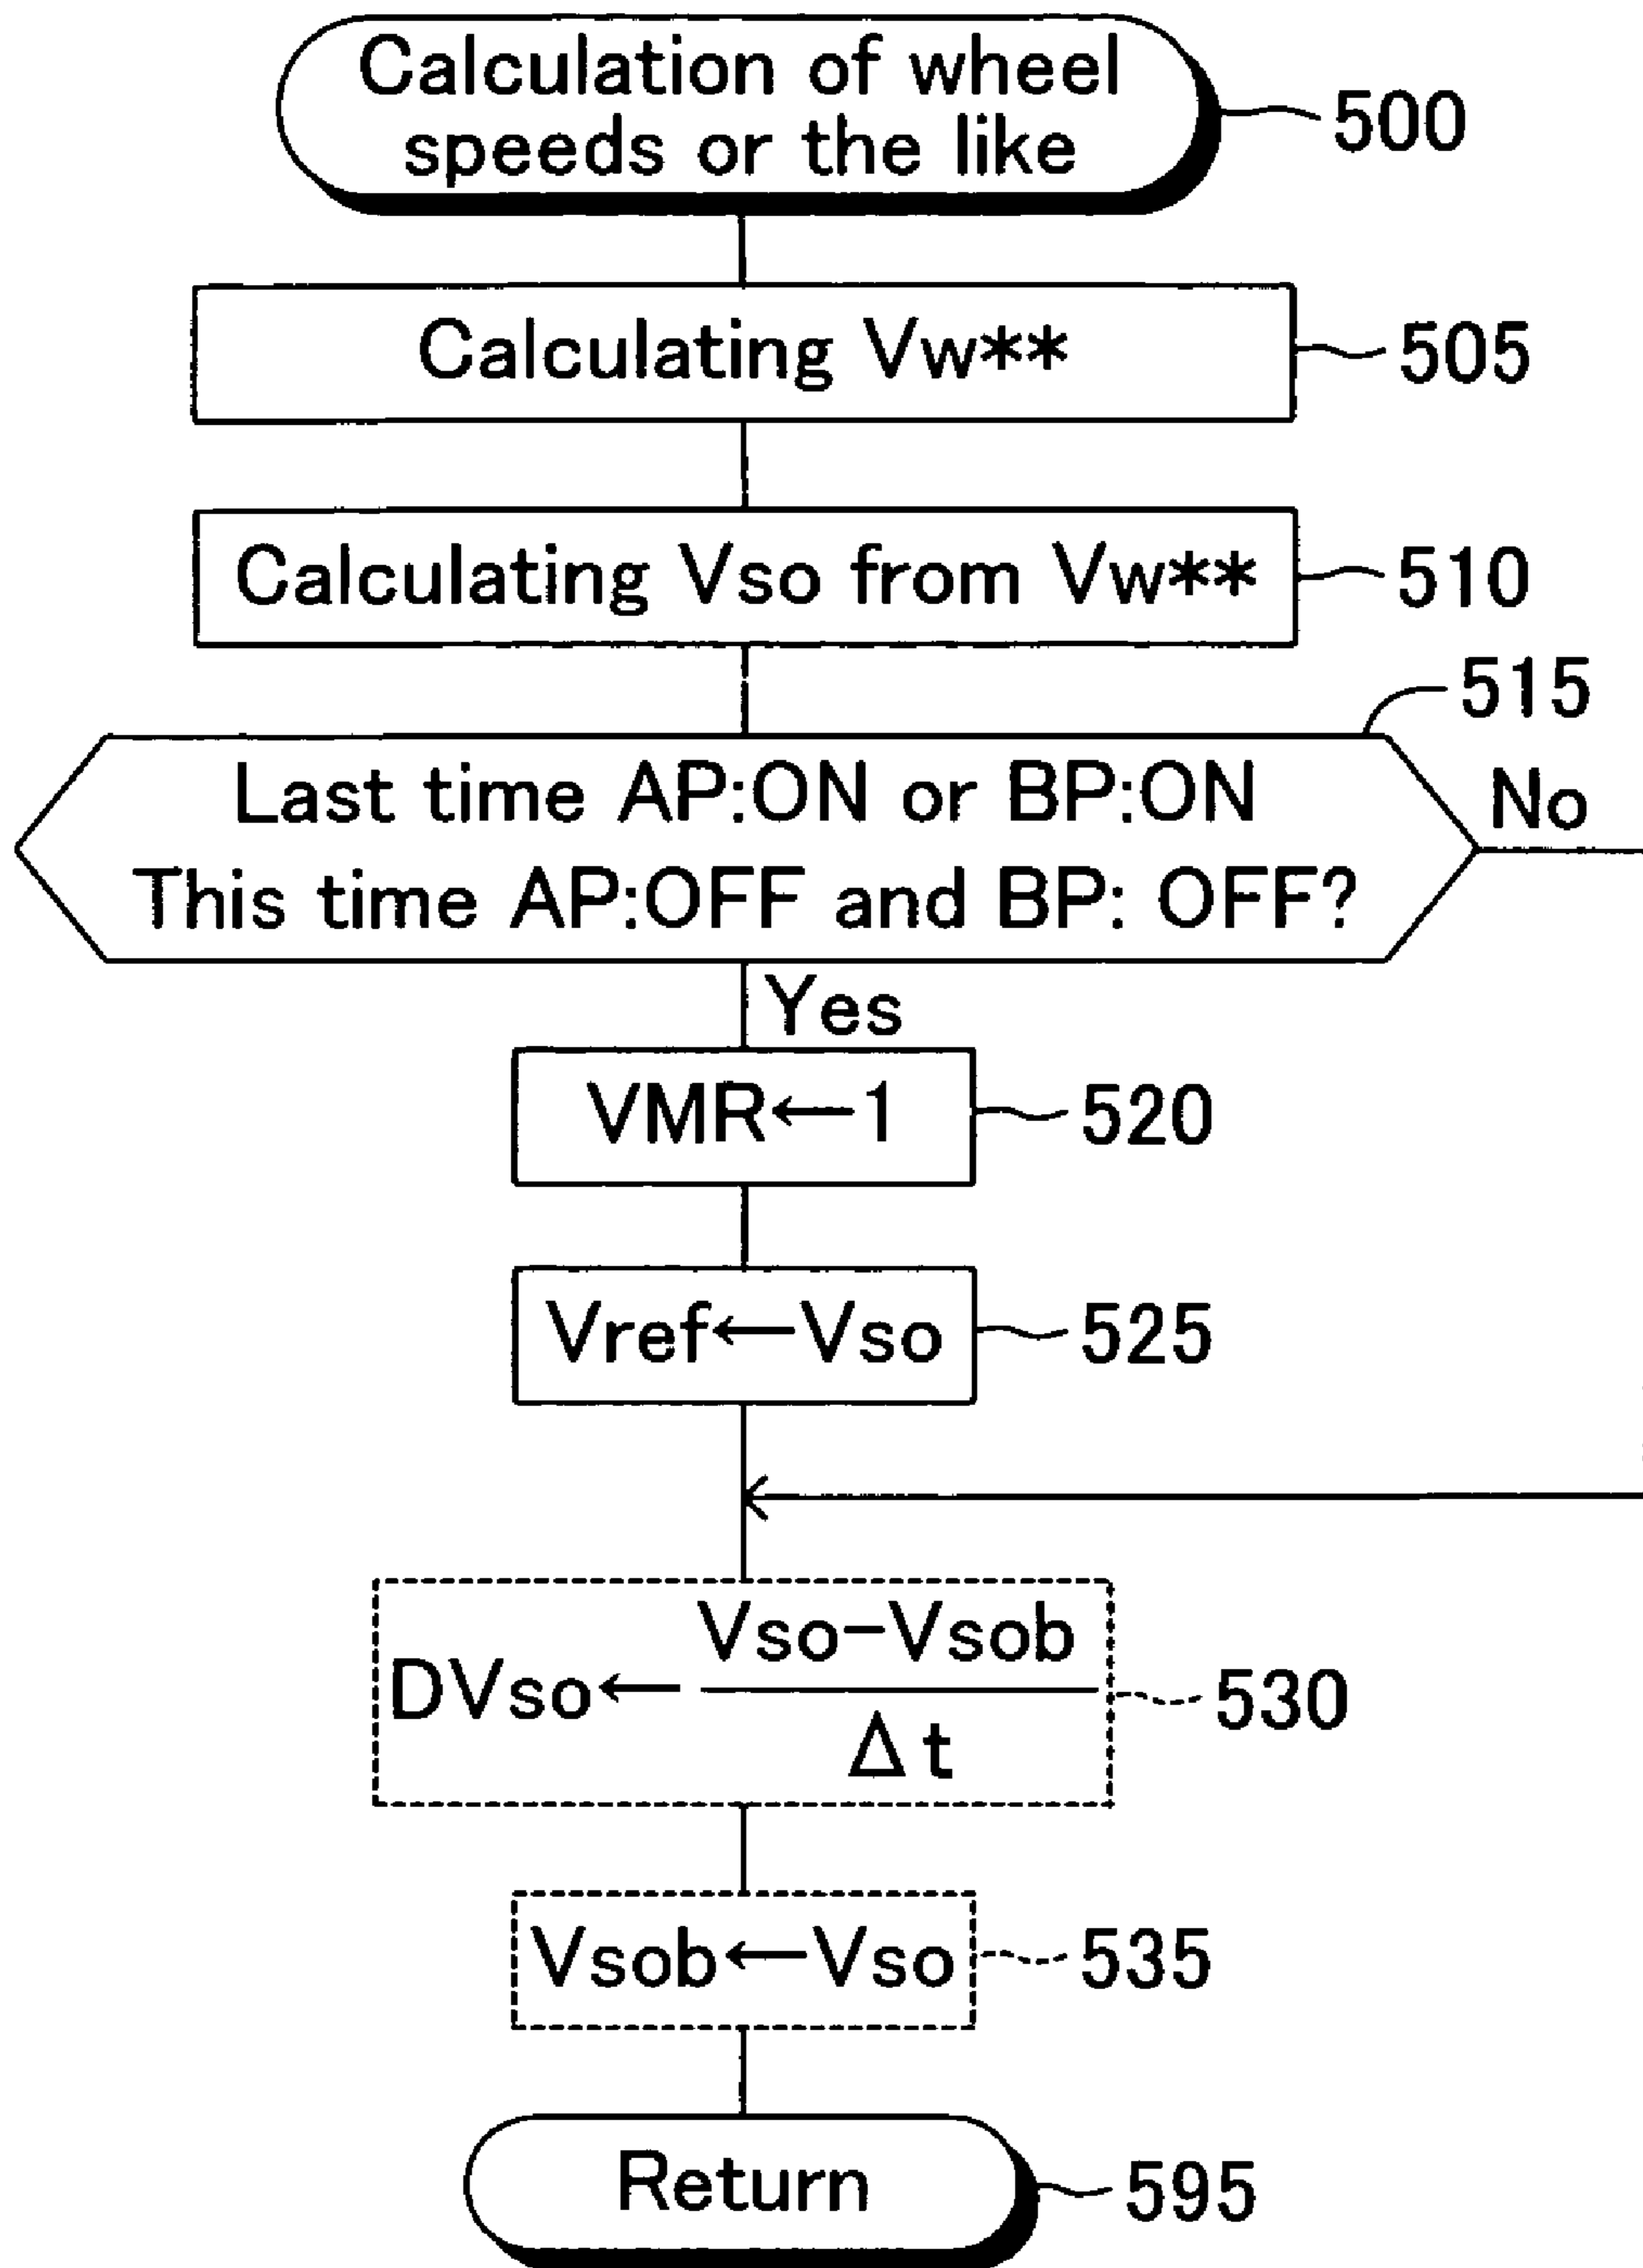 Calculation of wheel
speeds or the like
500
Calculating Vw**
505
Calculating Vso from Vw**
510
515
Last time AP:ON or BP:ON
No
This time AP:OFF and BP: OFF?
Yes
VMR←1
520
Vref←Vso
525
Vso−Vsob
DVso←
530
Δt
Vsob←Vso
535
Return
595